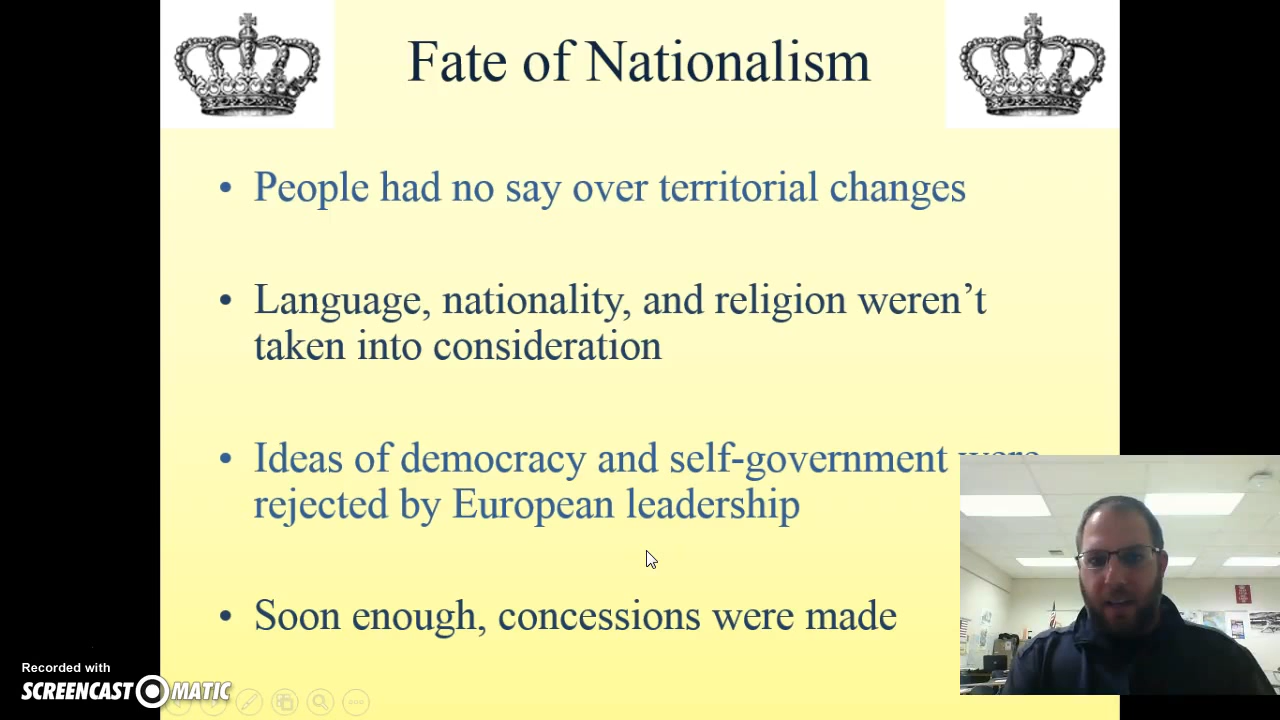 Fate of Nationalism
• People had no say over territorial changes
• Language, nationality, and religion weren't
taken into consideration
• Ideas of democracy and self-government were
rejected by European leadership
• Soon enough, concessions were made
Recorded with
SCREENCAST MATIC